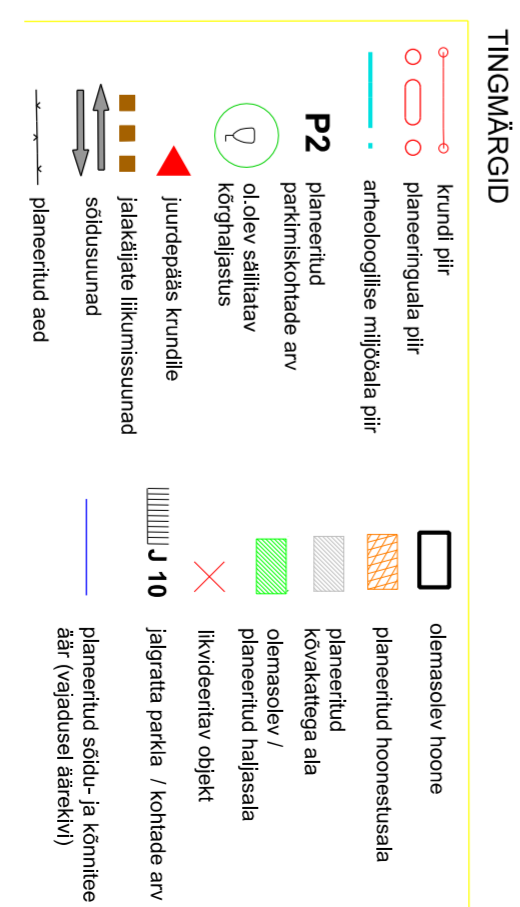 TINGMÄRGID
krundi piir
planeeringuala piir
arheoloogilise miljööala piir
P2
planeeritud
parkimiskohtade arv
ol.olev säilitatav
kõrghaljastus
juurdepääs krundile
jalakäijate liikumissuunad
sõidusuunad
planeeritud aed
olemasolev hoone
planeeritud hoonestusala
planeeritud
kõvakattega ala
olemasolev /
planeeritud haljasala
likvideeritav objekt
J 10
jalgratta parkla / kohtade arv
planeeritud sõidu- ja kõnnitee
äär (vajadusel äärekivi)